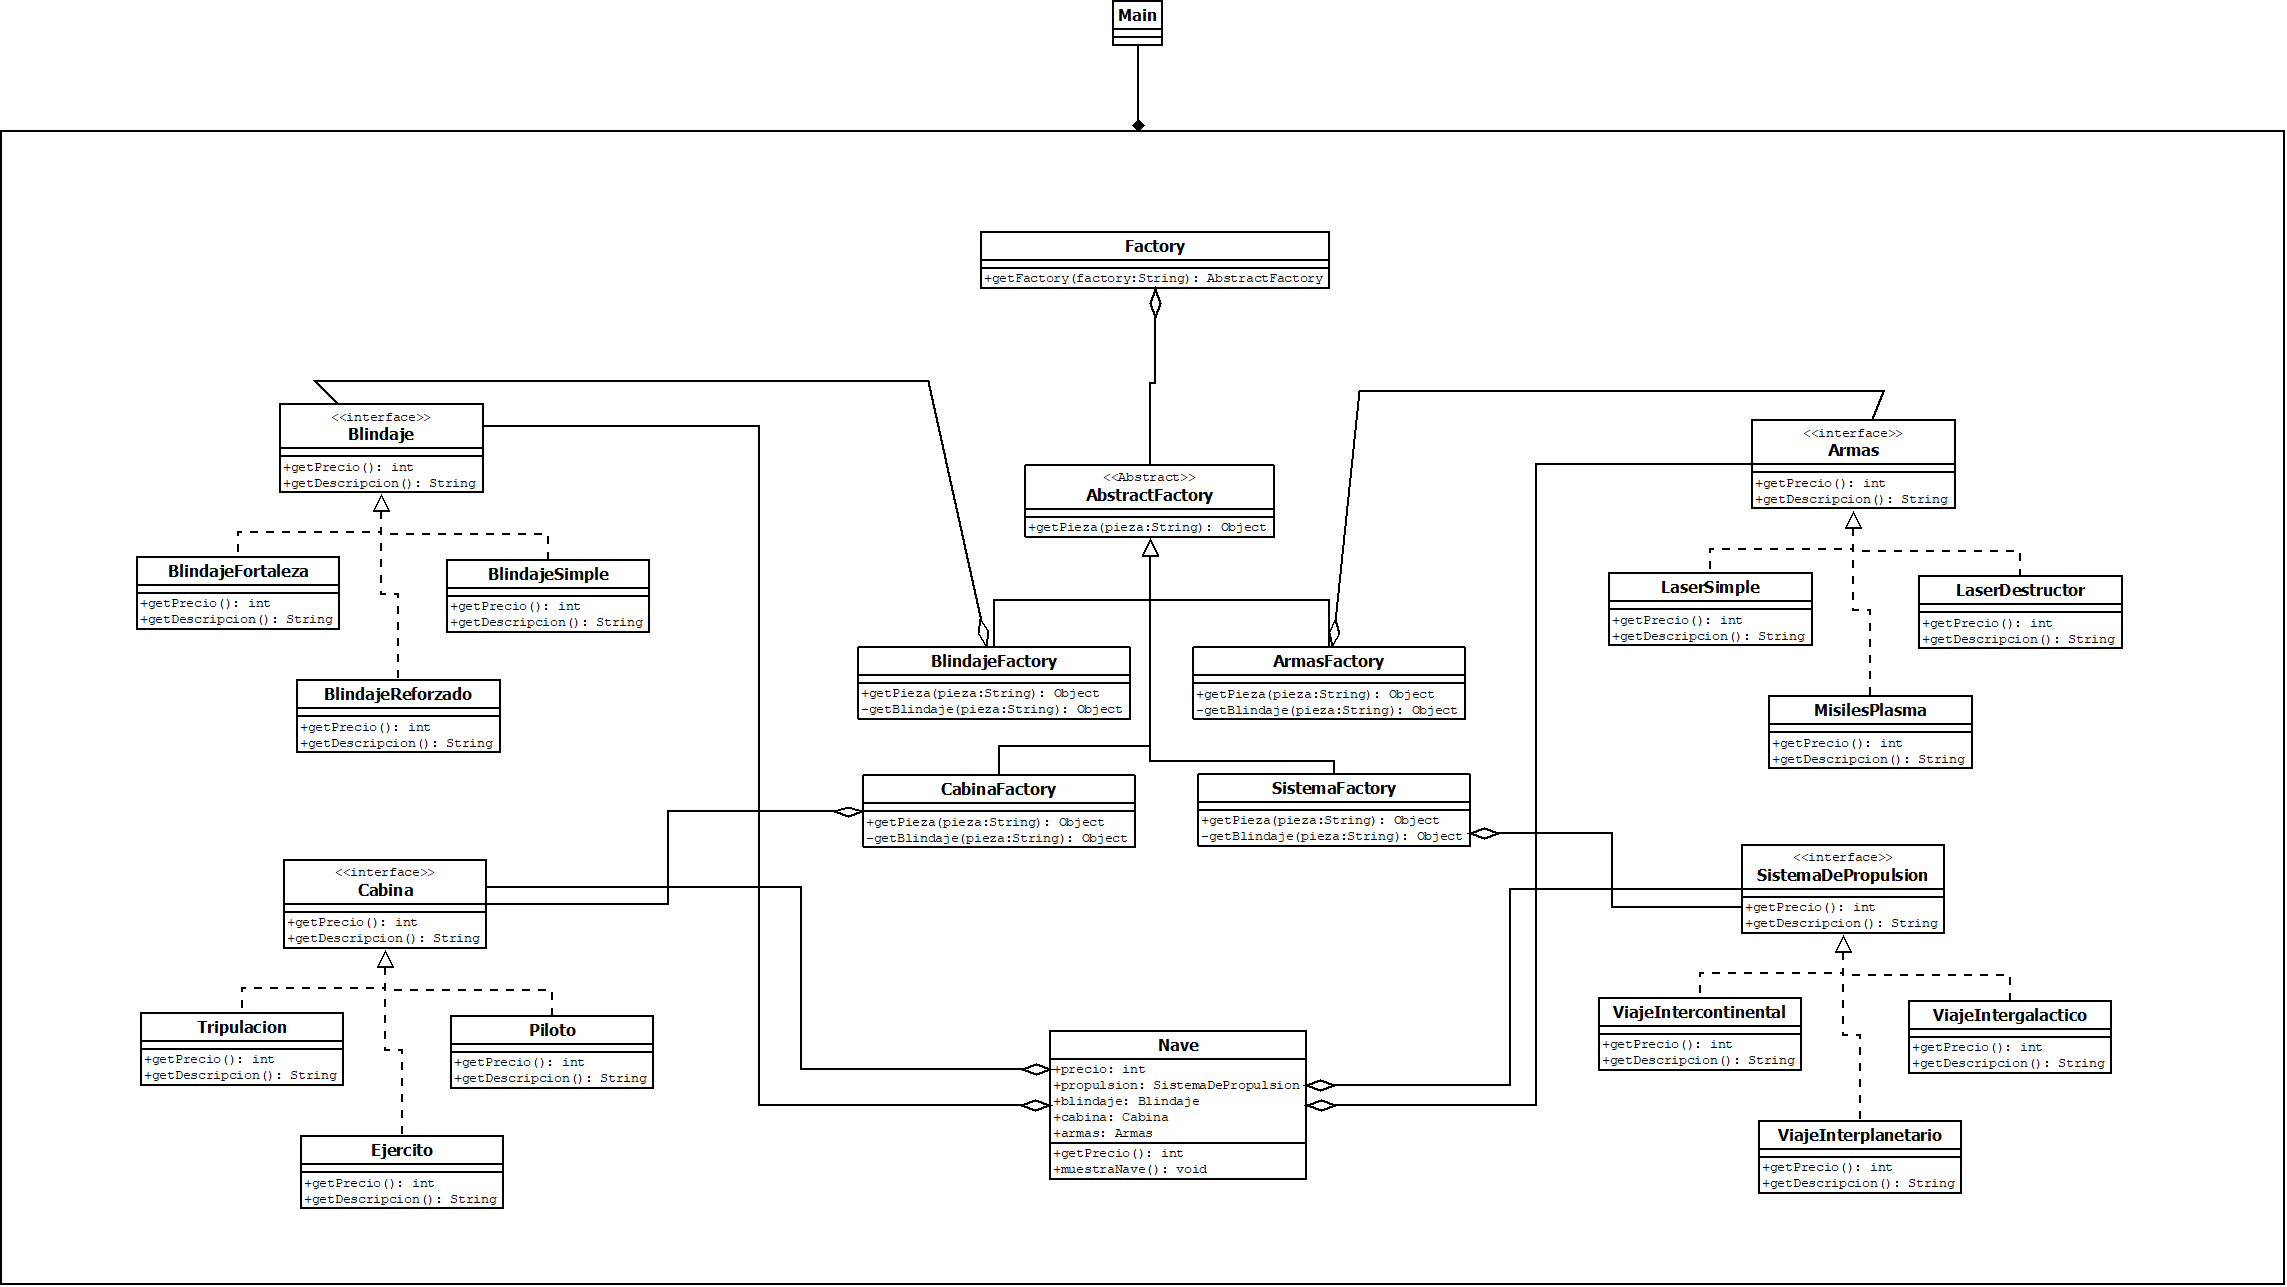 Main
Factory
+getFactory(factory:String): AbstractFactory
<<interface>>
Blindaje
+getPrecio(): int
+getDescripcion(): String
<<interface>>
Armas
+getPrecio(): int
+getDescripcion(): String
<<Abstract>>
AbstractFactory
+getPieza(pieza:String): Object
BlindajeFortaleza
+getPrecio(): int
+getDescripcion(): String
BlindajeSimple
+getPrecio(): int
+getDescripcion(): String
BlindajeReforzado
+getPrecio(): int
+getDescripcion(): String
LaserSimple
+getPrecio(): int
+getDescripcion(): String
LaserDestructor
+getPrecio(): int
+getDescripcion(): String
MisilesPlasma
+getPrecio(): int
+getDescripcion(): String
BlindajeFactory
+getPieza(pieza:String): Object
-getBlindaje(pieza:String): Object
ArmasFactory
+getPieza(pieza:String): Object
-getBlindaje(pieza:String): Object
CabinaFactory
+getPieza(pieza:String): Object
-getBlindaje(pieza:String): Object
SistemaFactory
+getPieza(pieza:String): Object
-getBlindaje(pieza:String): Object
<<interface>>
Cabina
+getPrecio(): int
+getDescripcion(): String
<<interface>>
SistemaDePropulsion
+getPrecio(): int
+getDescripcion(): String
Tripulacion
+getPrecio(): int
+getDescripcion(): String
Piloto
+getPrecio(): int
+getDescripcion(): String
Ejercito
+getPrecio(): int
+getDescripcion(): String
Nave
+precio: int
+propulsion: SistemaDePropulsion
+blindaje: Blindaje
+cabina: Cabina
+armas: Armas
+getPrecio(): int
+muestraNave(): void
ViajeIntercontinental
+getPrecio(): int
+getDescripcion(): String
ViajeIntergalactico
+getPrecio(): int
+getDescripcion(): String
ViajeInterplanetario
+getPrecio(): int
+getDescripcion(): String